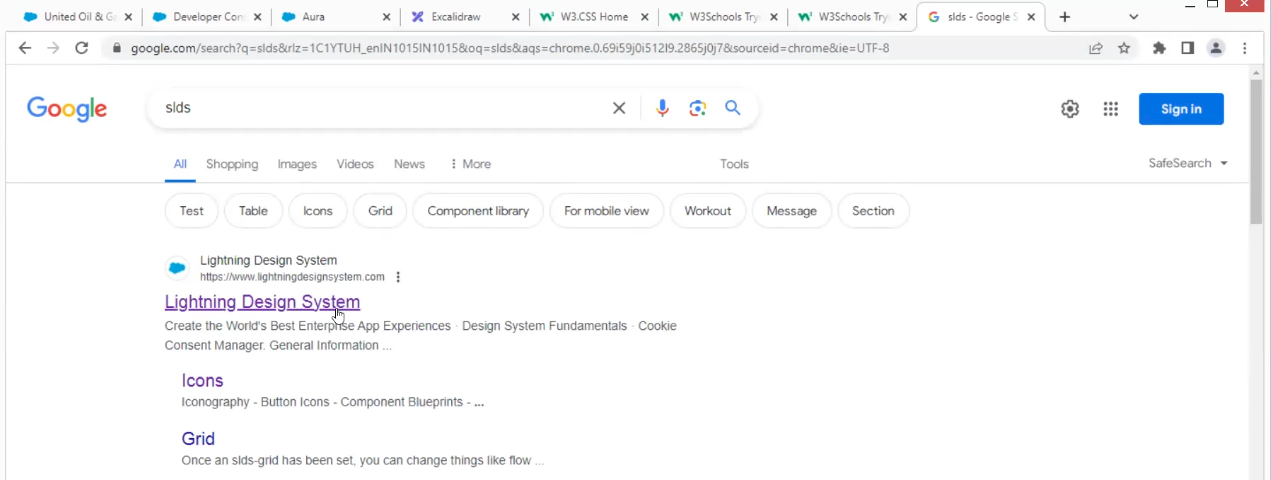 United Oil & G
Developer Con
Aura
Excalidraw
W3.CSS Home
W3Schools Try
W3Schools Try
slds - Google S
google.com/search?q=slds&rlz=1C1YTUH_enIN1015IN1015&oq=slds&aqs=chrome.0.69i59j0i512l9.2865j0j7&sourceid=chrome&ie=UTF-8
Google
slds
Sign in
All
Shopping
Images
Videos
News
More
Tools
SafeSearch
Test
Table
Icons
Grid
Component library
For mobile view
Workout
Message
Section
Lightning Design System
https://www.lightningdesignsystem.com
Lightning Design System
Create the World's Best Enterprise App Experiences · Design System Fundamentals · Cookie
Consent Manager. General Information ...
Icons
Iconography - Button Icons - Component Blueprints - ...
Grid
Once an slds-grid has been set, you can change things like flow ...